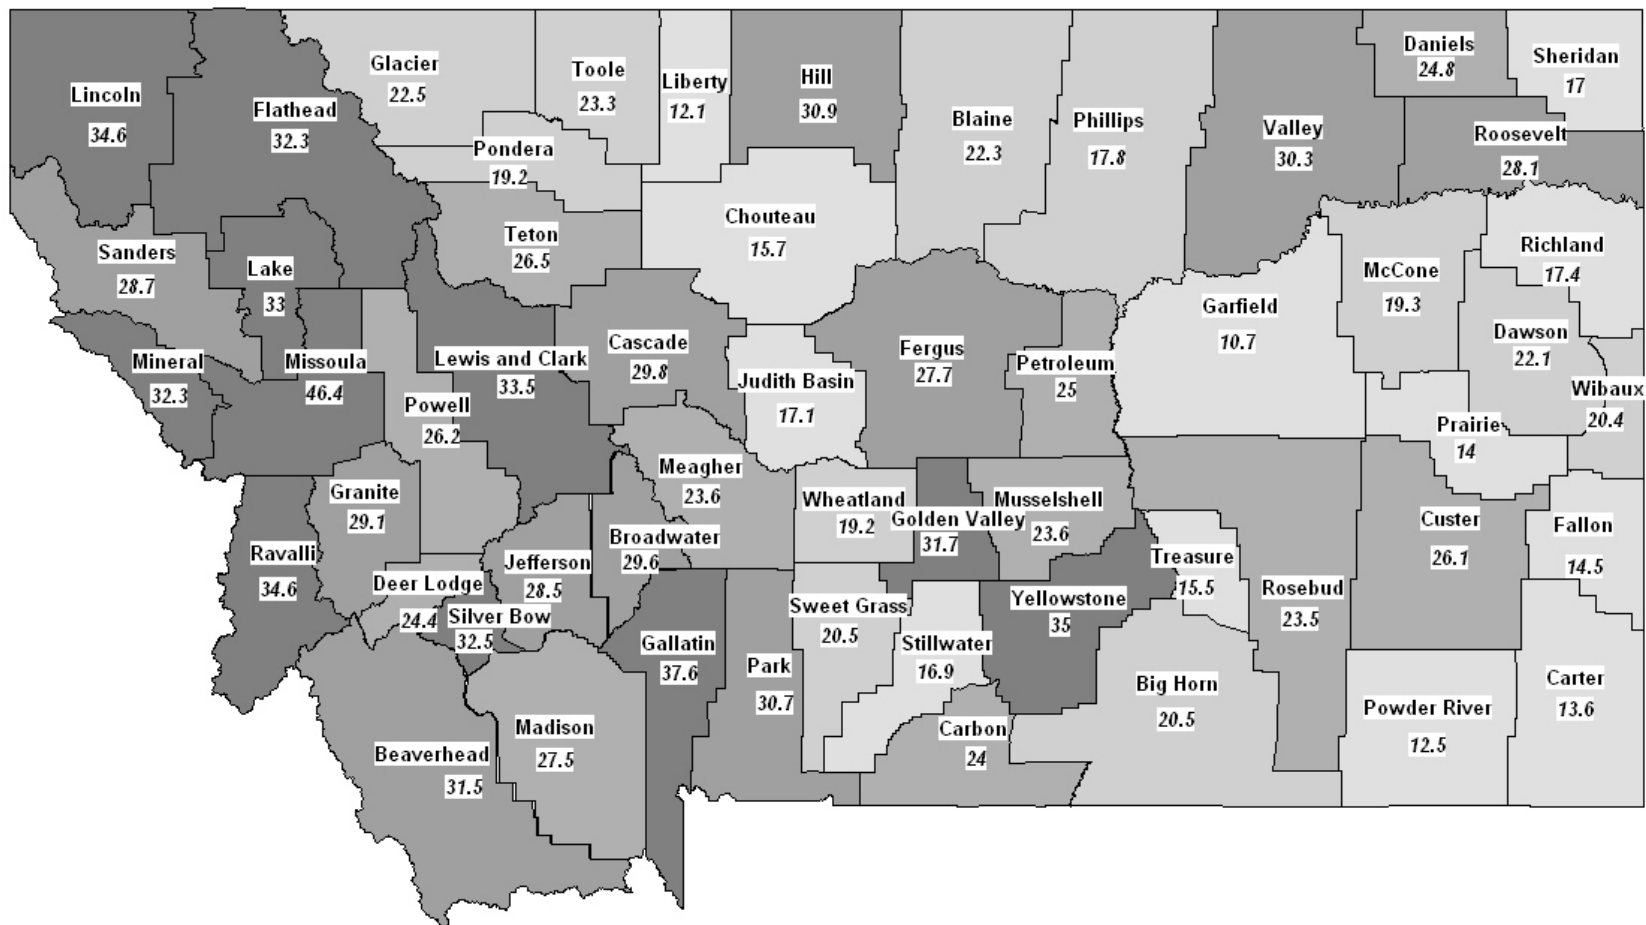 Lincoln
34.6
Flathead
32.3
Glacier
22.5
Toole
23.3
Liberty
12.1
Hill
30.9
Blaine
22.3
Phillips
17.8
Valley
30.3
Daniels
24.8
Sheridan
17
Roosevelt
28.1
Pondera
19.2
Teton
26.5
Chouteau
15.7
Sanders
28.7
Lake
33
Richland
17.4
McCone
19.3
Garfield
10.7
Dawson
22.1
Wibaux
20.4
Mineral
32.3
Missoula
46.4
Lewis and Clark
33.5
Cascade
29.8
Judith Basin
17.1
Fergus
27.7
Petroleum
25
Powell
26.2
Prairie
14
Granite
29.1
Meagher
23.6
Wheatland
19.2
Golden Valley
31.7
Musselshell
23.6
Custer
26.1
Fallon
14.5
Ravalli
34.6
Deer Lodge
24.4
Silver Bow
32.5
Jefferson
28.5
Broadwater
29.6
Treasure
15.5
Rosebud
23.5
Yellowstone
35
Sweet Grass
20.5
Stillwater
16.9
Gallatin
37.6
Park
30.7
Big Horn
20.5
Carbon
24
Powder River
12.5
Carter
13.6
Madison
27.5
Beaverhead
31.5